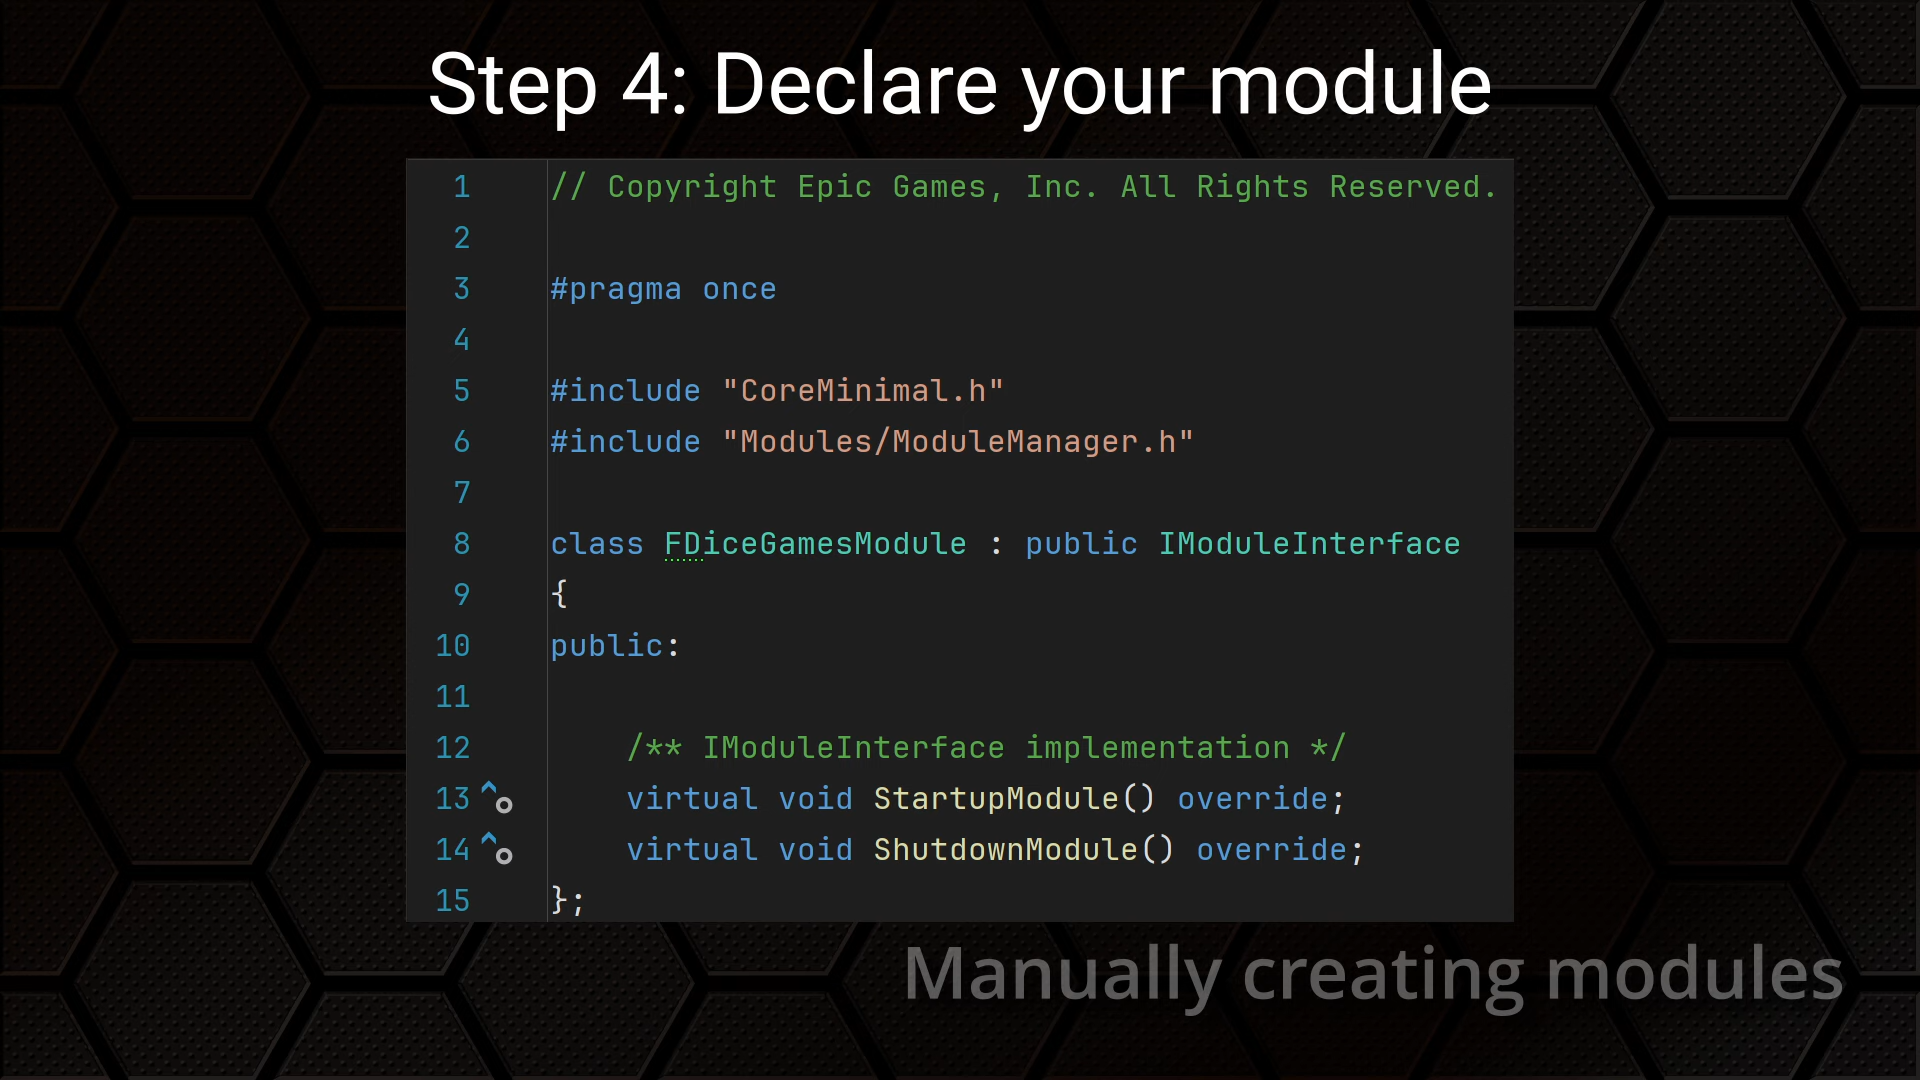 Step 4: Declare your module
1 // Copyright Epic Games, Inc. All Rights Reserved.
2
3 #pragma once
4
5 #include "CoreMinimal.h"
6 #include "Modules/ModuleManager.h"
7
8 class FDiceGamesModule : public IModuleInterface
9 {
10 public:
11
12     /** IModuleInterface implementation */
13     virtual void StartupModule() override;
14     virtual void ShutdownModule() override;
15 };
Manually creating modules